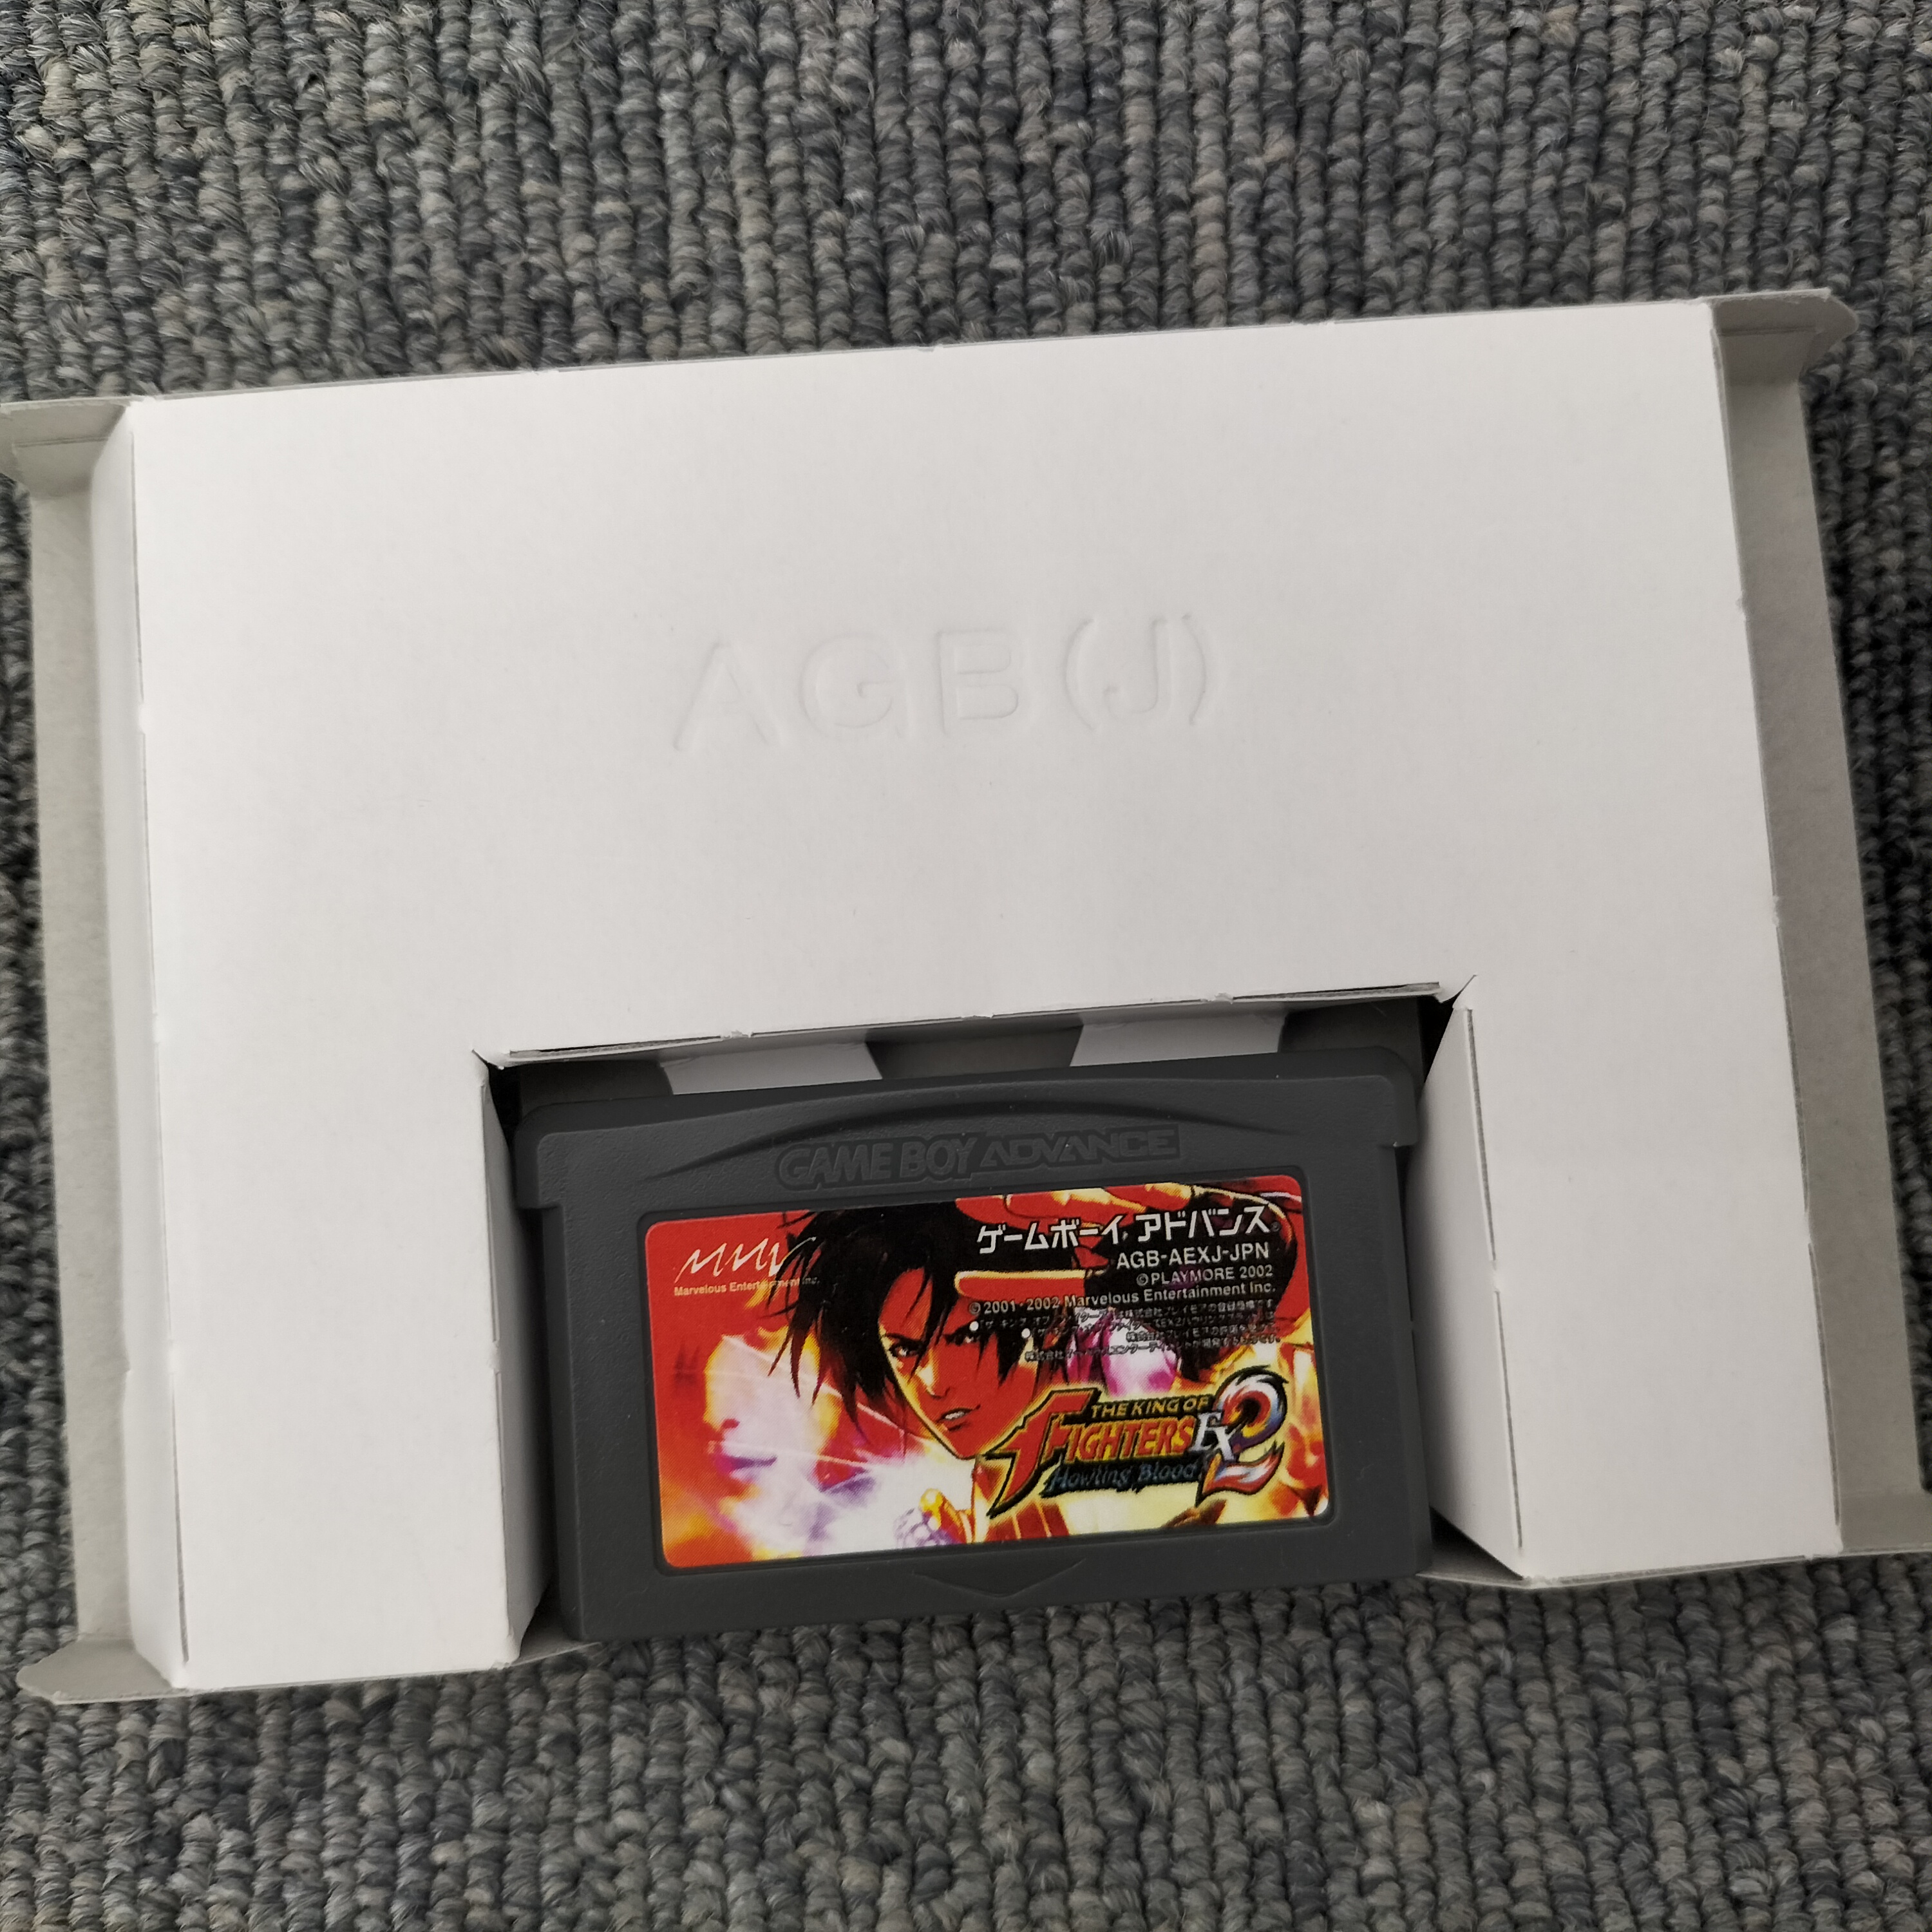 AGB(J)
GAME BOY ADVANCE
MMV
Marvelous Entertainment Inc.
ゲームボーイ アドバンス
AGB-AEXJ-JPN
©PLAYMORE 2002
©2001-2002 Marvelous Entertainment Inc.
THE KING OF
FIGHTERS EX2
Howling Blood